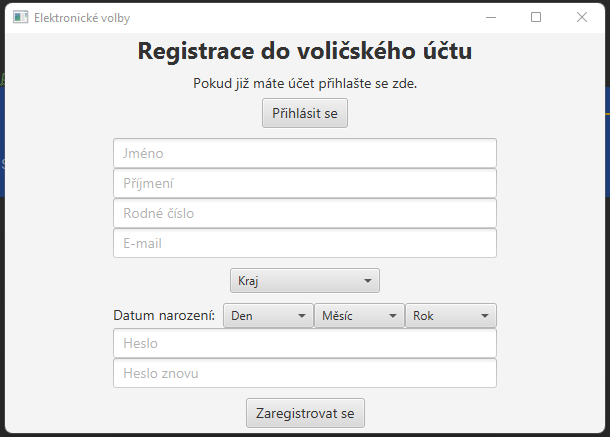 Elektronické volby
Registrace do voličského účtu
Pokud již máte účet přihlašte se zde.
Přihlásit se
Jméno
Příjmení
Rodné číslo
E-mail
Kraj
Datum narození: Den Měsíc Rok
Heslo
Heslo znovu
Zaregistrovat se